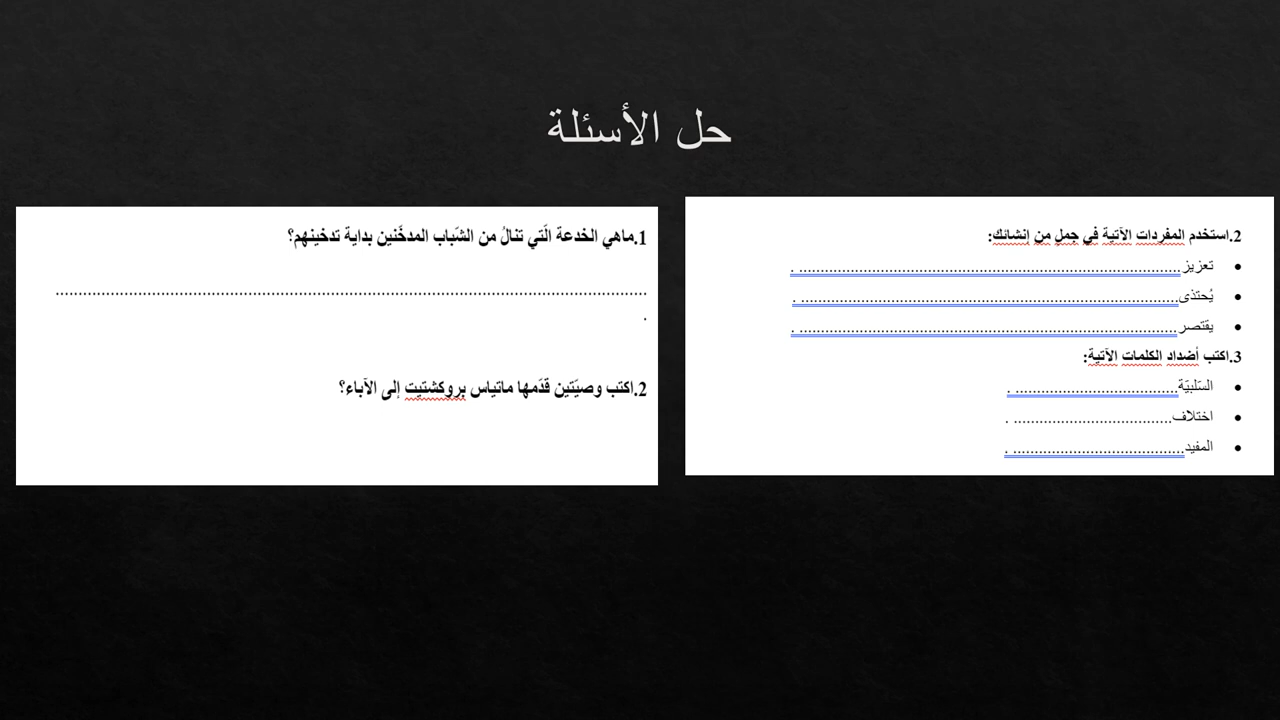 حل الأسئلة
2.استخدم المفردات الآتية في جمل من إنشائك:
تعزيز...................................................................................... .
يُحتذى..................................................................................... .
يقتصر..................................................................................... .
3.اكتب أضداد الكلمات الآتية:
السّلبيّة..................................... .
اختلاف.................................... .
المفيد....................................... .
1.ماهي الخدعة الّتي تنالُ من الشّباب المدخّنين بداية تدخينهم؟
....................................................................................................................................
.
2.اكتب وصيّتين قدّمها ماتياس بروكشتيت إلى الآباء؟